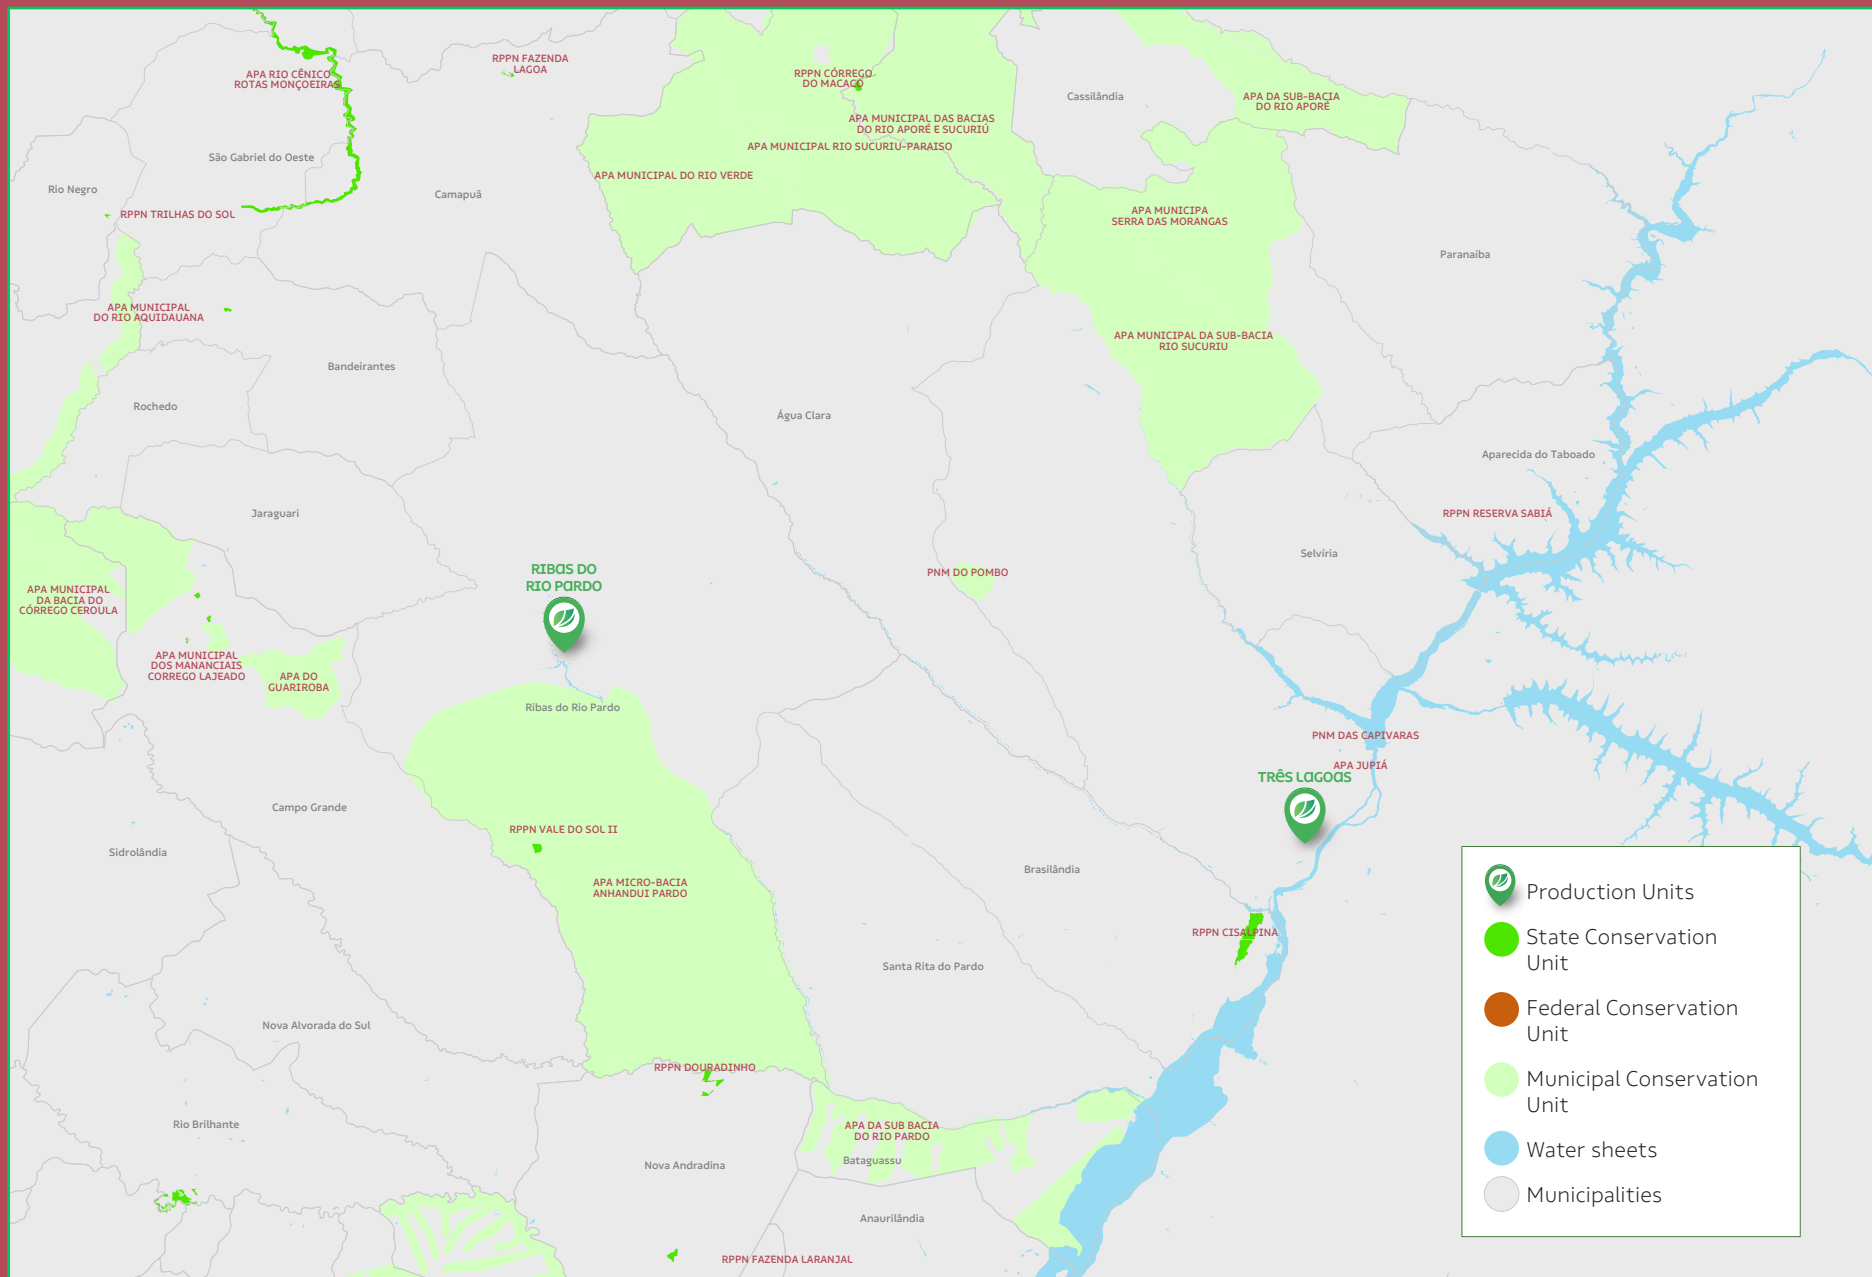 APA RIO CÊNICO
ROTAS MONÇOEIRAS
RPPN FAZENDA
LAGOA
RPPN CÓRREGO
DO MACACO
Cassilândia
APA DA SUB-BACIA
DO RIO APORÉ
APA MUNICIPAL DAS BACIAS
DO RIO APORÉ E SUCURIÚ
APA MUNICIPAL RIO SUCURIU-PARAISO
São Gabriel do Oeste
APA MUNICIPAL DO RIO VERDE
Rio Negro
Camapuã
RPPN TRILHAS DO SOL
APA MUNICIPA
SERRA DAS MORANGAS
Paranaíba
APA MUNICIPAL
DO RIO AQUIDAUANA
APA MUNICIPAL DA SUB-BACIA
RIO SUCURIU
Bandeirantes
Rochedo
Água Clara
Aparecida do Taboado
Jaraguari
RPPN RESERVA SABIÁ
Selvíria
RIBAS DO
RIO PARDO
PNM DO POMBO
APA MUNICIPAL
DA BACIA DO
CÓRREGO CEROULA
APA MUNICIPAL
DOS MANANCIAIS
CORREGO LAJEADO
APA DO
GUARIROBA
Ribas do Rio Pardo
PNM DAS CAPIVARAS
APA JUPIÁ
TRÊS LAGOAS
Campo Grande
RPPN VALE DO SOL II
Sidrolândia
Brasilândia
APA MICRO-BACIA
ANHANDUI PARDO
RPPN CISALPINA
Santa Rita do Pardo
Nova Alvorada do Sul
RPPN DOURADINHO
Rio Brilhante
APA DA SUB BACIA
DO RIO PARDO
Bataguassu
Nova Andradina
Anaurilândia
RPPN FAZENDA LARANJAL
Production Units
State Conservation
Unit
Federal Conservation
Unit
Municipal Conservation
Unit
Water sheets
Municipalities